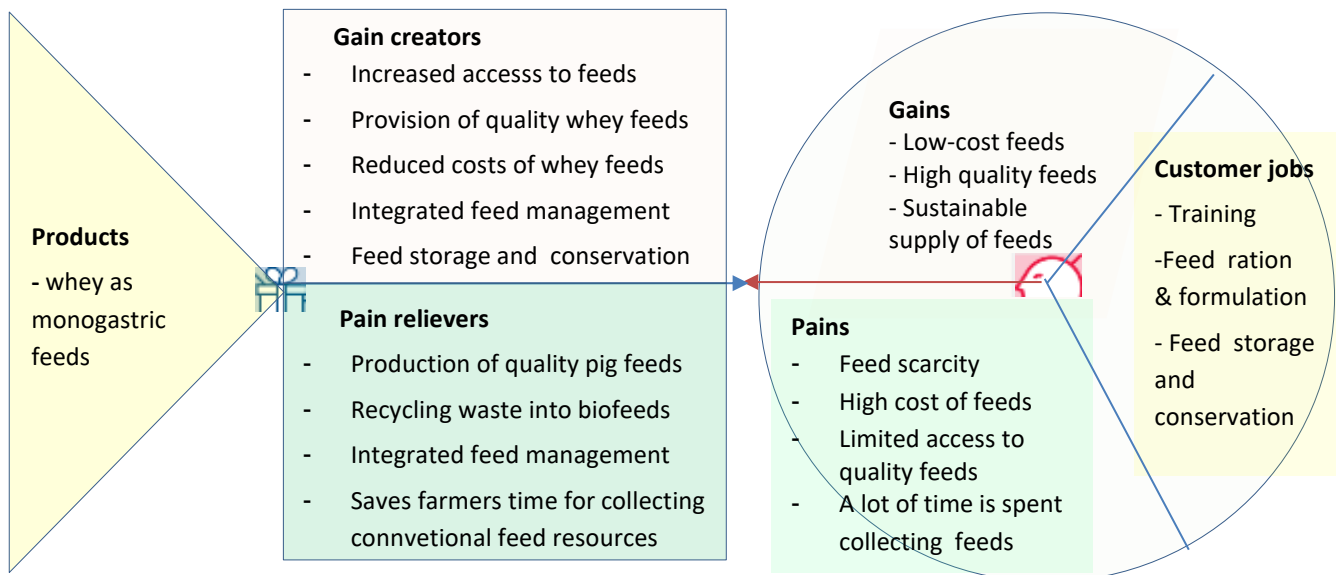 Products
- whey as
monogastric
feeds
Gain creators
- Increased accesss to feeds
- Provision of quality whey feeds
- Reduced costs of whey feeds
- Integrated feed management
- Feed storage and conservation
Pain relievers
- Production of quality pig feeds
- Recycling waste into biofeeds
- Integrated feed management
- Saves farmers time for collecting
connvetional feed resources
Gains
- Low-cost feeds
- High quality feeds
- Sustainable
supply of feeds
Pains
- Feed scarcity
- High cost of feeds
- Limited access to
quality feeds
- A lot of time is spent
collecting feeds
Customer jobs
- Training
-Feed ration
& formulation
- Feed storage
and
conservation